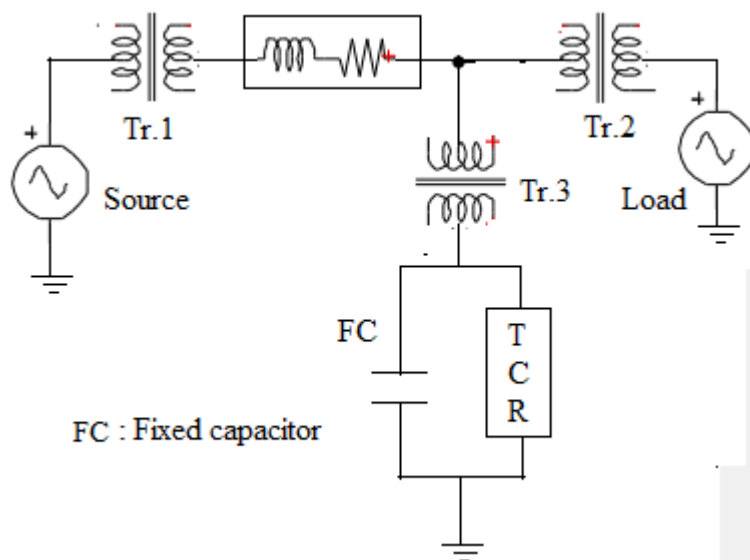 Tr.1
Tr.2
+
+
Source
Tr.3
Load
FC
T
C
R
FC : Fixed capacitor